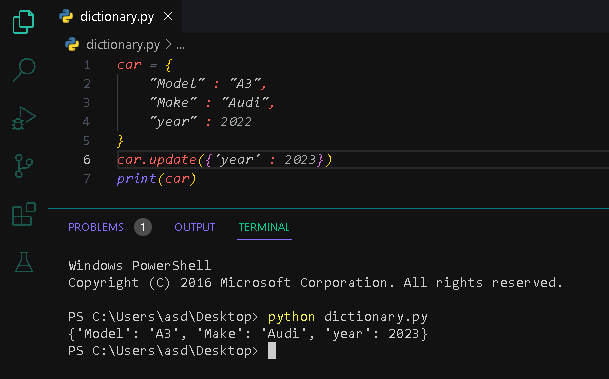 dictionary.py ×
dictionary.py > ...
1 car = {
2 "Model" : "A3",
3 "Make" : "Audi",
4 "year" : 2022
5 }
6 car.update({'year' : 2023})
7 print(car)
PROBLEMS 1 OUTPUT TERMINAL
Windows PowerShell
Copyright (C) 2016 Microsoft Corporation. All rights reserved.
PS C:\Users\asd\Desktop> python dictionary.py
{'Model': 'A3', 'Make': 'Audi', 'year': 2023}
PS C:\Users\asd\Desktop>